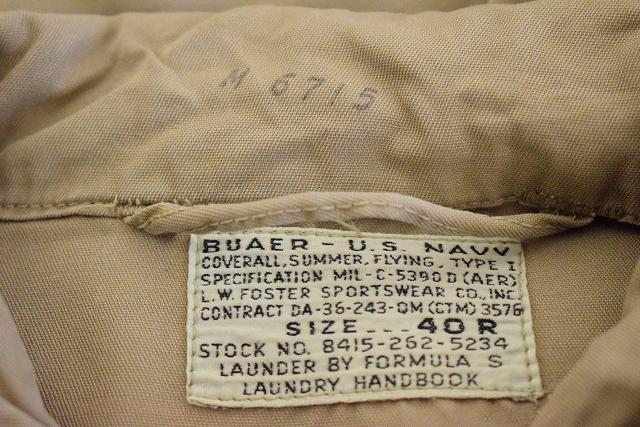 M 6715
BUAER - U.S. NAVY
COVERALL, SUMMER, FLYING, TYPE I
SPECIFICATION MIL-C-5390D (AER)
L.W. FOSTER SPORTSWEAR CO., INC.
CONTRACT DA-36-243-QM (CTM) 3576
SIZE ... 40R
STOCK NO. 8415-262-5234
LAUNDER BY FORMULA S
LAUNDRY HANDBOOK